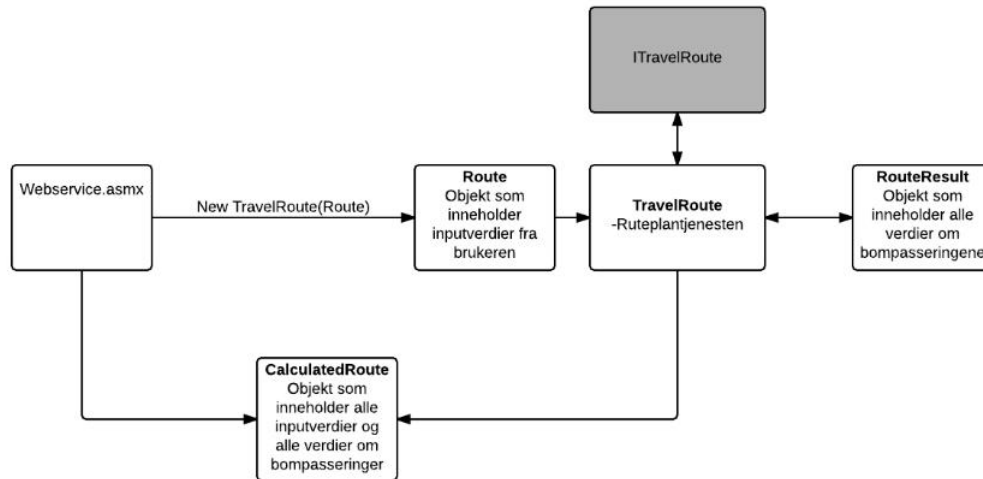 ITravelRoute
Webservice.asmx
New TravelRoute(Route)
Route
Objekt som
inneholder
inputverdier fra
brukeren
TravelRoute
-Ruteplantjenesten
RouteResult
Objekt som
inneholder alle
verdier om
bompasseringene
CalculatedRoute
Objekt som
inneholder alle
inputverdier og
alle verdier om
bompasseringer